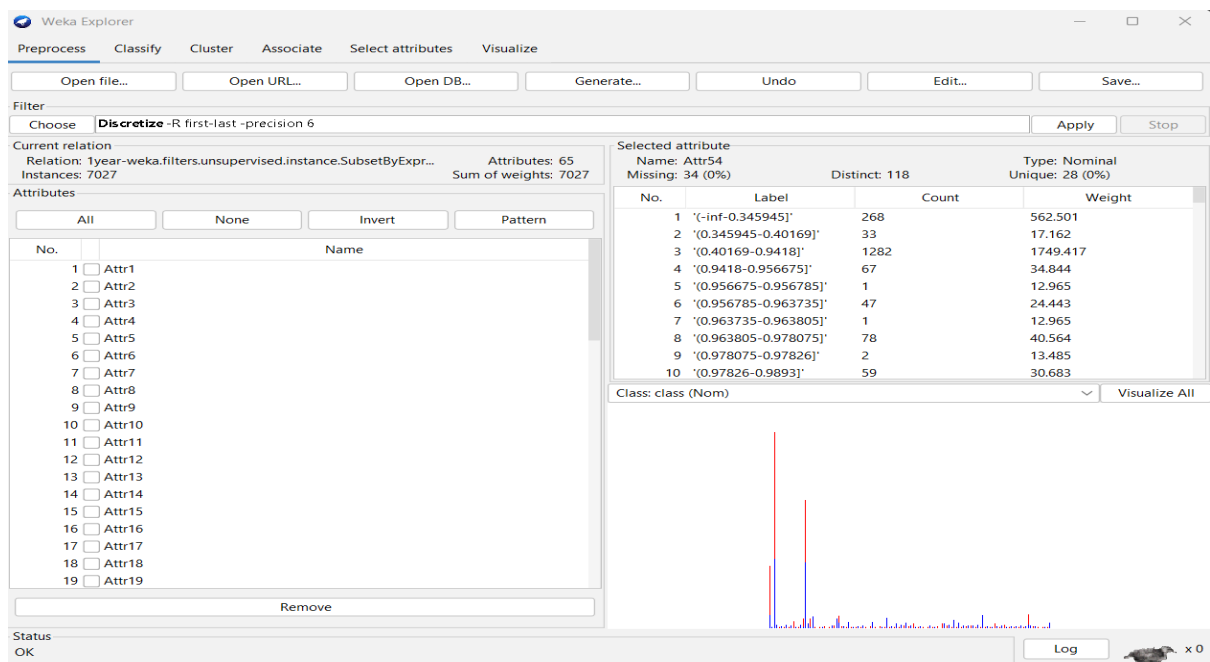 Weka Explorer
Preprocess Classify Cluster Associate Select attributes Visualize
Open file... Open URL... Open DB... Generate... Undo Edit... Save...
Filter
Choose Discretize -R first-last -precision 6 Apply Stop
Current relation
Relation: 1year-weka.filters.unsupervised.instance.SubsetByExpr... Attributes: 65
Instances: 7027 Sum of weights: 7027
Attributes
All None Invert Pattern
No. Name
1 Attr1
2 Attr2
3 Attr3
4 Attr4
5 Attr5
6 Attr6
7 Attr7
8 Attr8
9 Attr9
10 Attr10
11 Attr11
12 Attr12
13 Attr13
14 Attr14
15 Attr15
16 Attr16
17 Attr17
18 Attr18
19 Attr19
Remove
Selected attribute
Name: Attr54 Type: Nominal
Missing: 34 (0%) Distinct: 118 Unique: 28 (0%)
No. Label Count Weight
1 '(-inf-0.345945]' 268 562.501
2 '(0.345945-0.40169]' 33 17.162
3 '(0.40169-0.9418]' 1282 1749.417
4 '(0.9418-0.956675]' 67 34.844
5 '(0.956675-0.956785]' 1 12.965
6 '(0.956785-0.963735]' 47 24.443
7 '(0.963735-0.963805]' 1 12.965
8 '(0.963805-0.978075]' 78 40.564
9 '(0.978075-0.97826]' 2 13.485
10 '(0.97826-0.9893]' 59 30.683
Class: class (Nom) Visualize All
Status
OK Log x 0